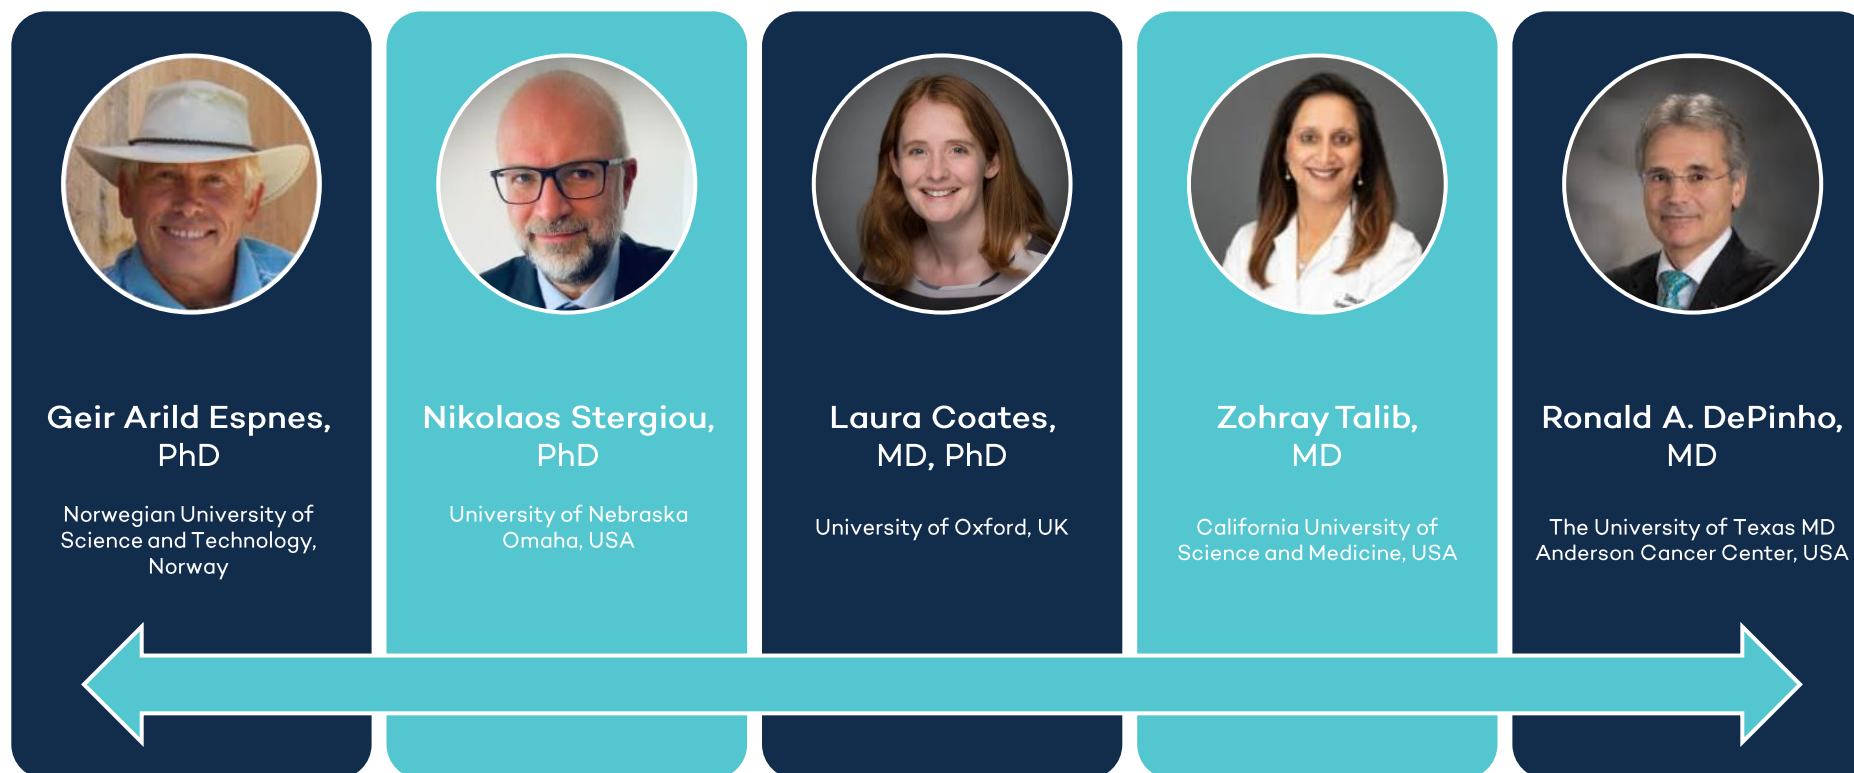 Geir Arild Espnes,
PhD
Norwegian University of
Science and Technology,
Norway
Nikolaos Stergiou,
PhD
University of Nebraska
Omaha, USA
Laura Coates,
MD, PhD
University of Oxford, UK
Zohray Talib,
MD
California University of
Science and Medicine, USA
Ronald A. DePinho,
MD
The University of Texas MD
Anderson Cancer Center, USA